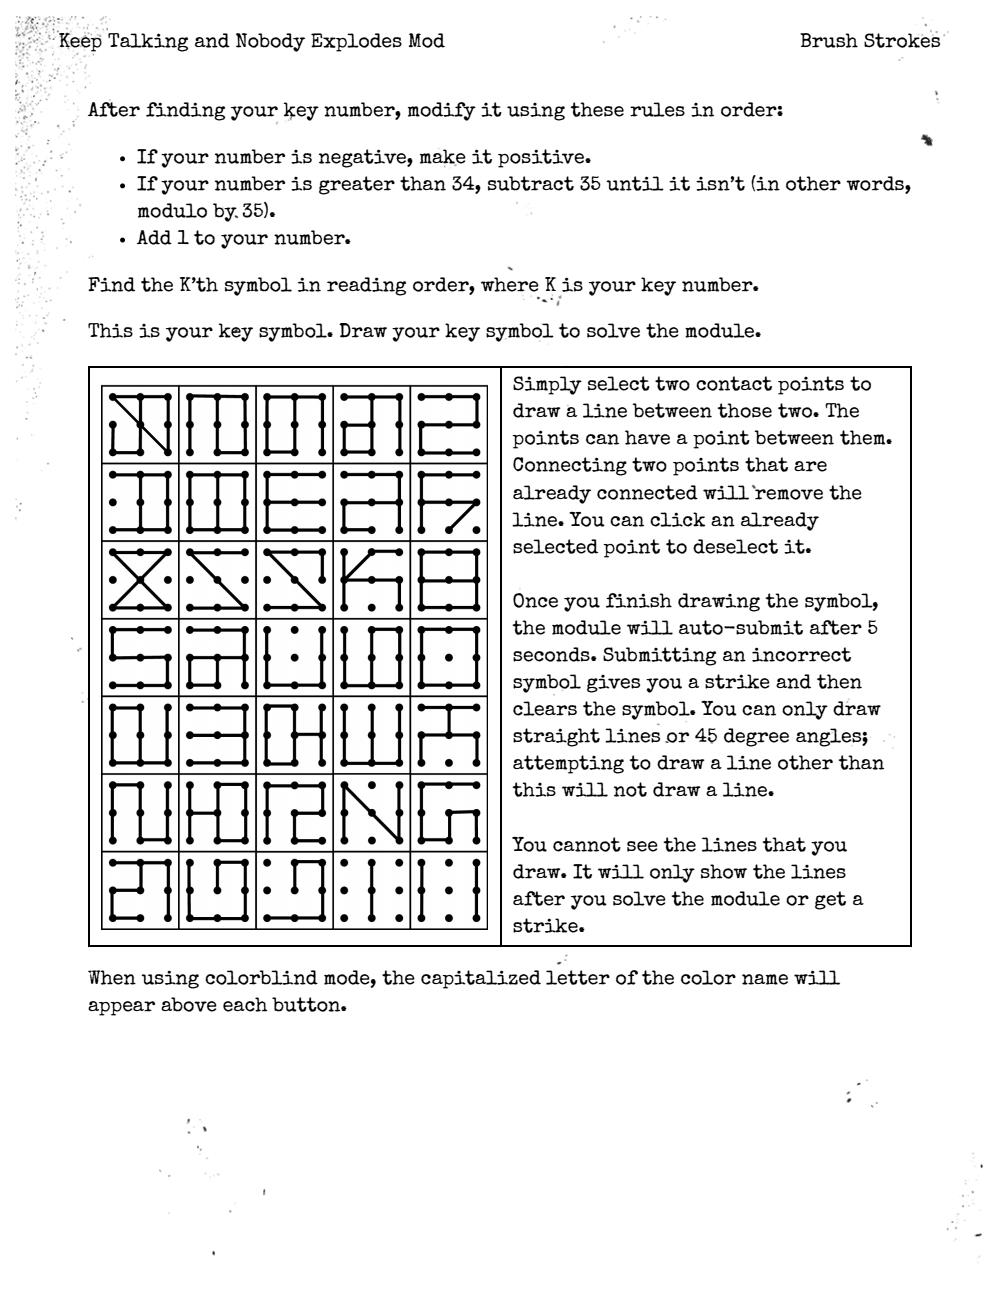 Keep Talking and Nobody Explodes Mod
Brush Strokes
After finding your key number, modify it using these rules in order:
• If your number is negative, make it positive.
• If your number is greater than 34, subtract 35 until it isn't (in other words,
modulo by 35).
• Add 1 to your number.
Find the K'th symbol in reading order, where K is your key number.
This is your key symbol. Draw your key symbol to solve the module.
Simply select two contact points to
draw a line between those two. The
points can have a point between them.
Connecting two points that are
already connected will remove the
line. You can click an already
selected point to deselect it.
Once you finish drawing the symbol,
the module will auto-submit after 5
seconds. Submitting an incorrect
symbol gives you a strike and then
clears the symbol. You can only draw
straight lines or 45 degree angles;
attempting to draw a line other than
this will not draw a line.
You cannot see the lines that you
draw. It will only show the lines
after you solve the module or get a
strike.
When using colorblind mode, the capitalized letter of the color name will
appear above each button.